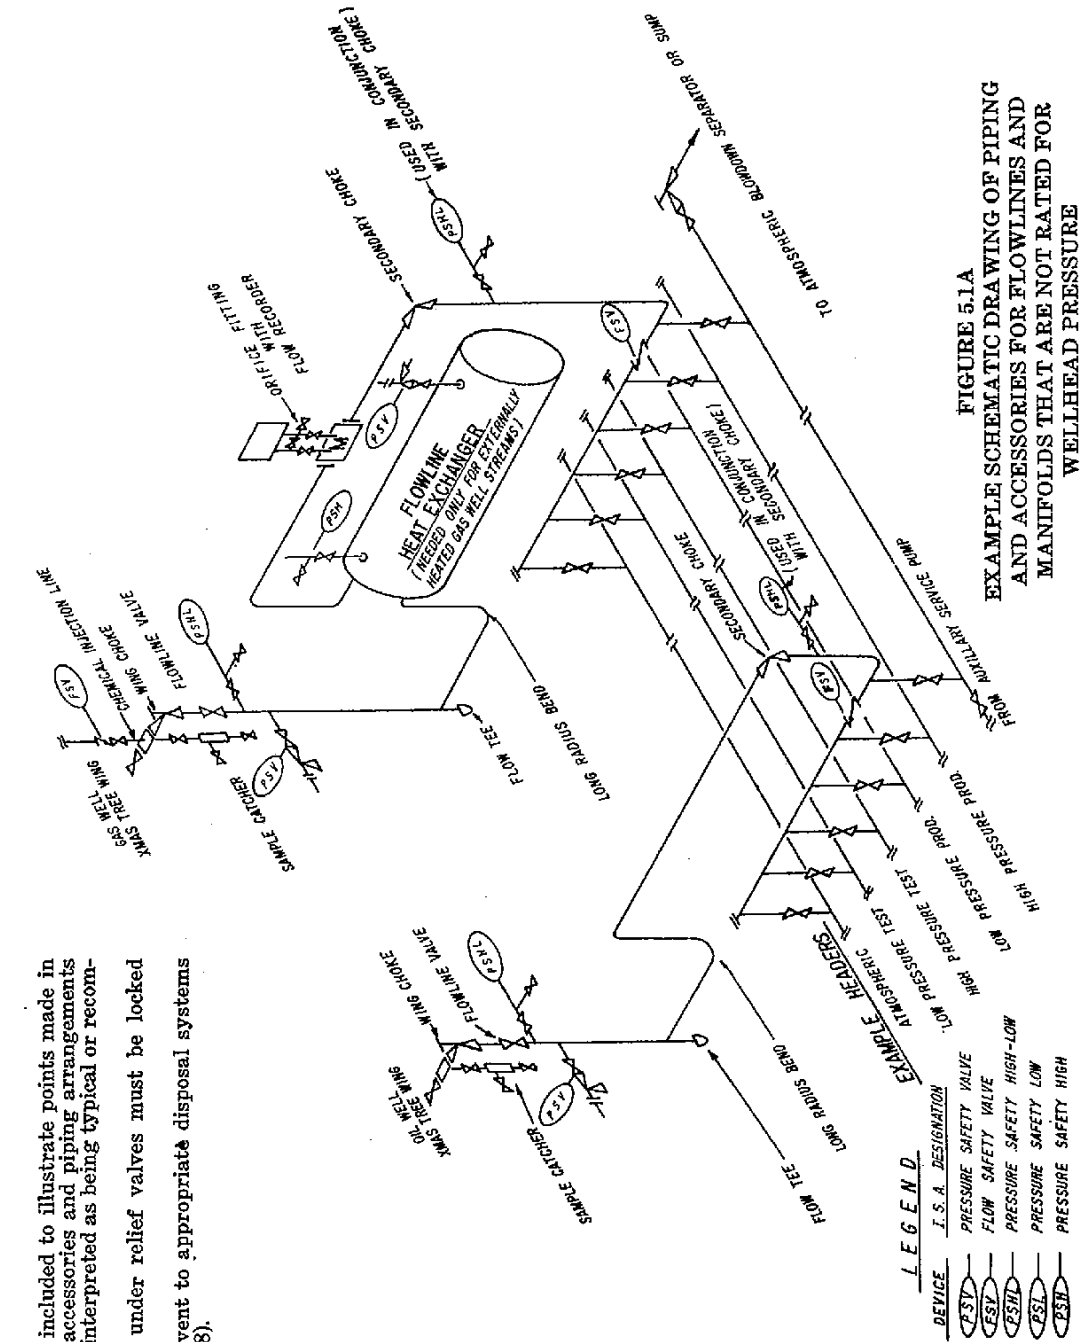 included to illustrate points made in
accessories and piping arrangements
interpreted as being typical or recom-
under relief valves must be locked
vent to appropriate disposal systems
8).
GAS WELL WING
XMAS TREE WING
FSV
CHEMICAL INJECTION LINE
WING CHOKE
FLOWLINE VALVE
PSHL
PSV
SAMPLE CATCHER
FLOW TEE
LONG RADIUS BEND
PSH
ORIFICE FITTING
WITH
FLOW RECORDER
M
PSV
FLOWLINE
HEAT EXCHANGER
(NEEDED ONLY FOR EXTERNALLY
HEATED GAS WELL STREAMS)
SECONDARY CHOKE
PSHL
(USED IN CONJUNCTION
WITH SECONDARY CHOKE)
FSV
TO ATMOSPHERIC BLOWDOWN SEPARATOR OR SUMP
OIL WELL
XMAS TREE WING
WING CHOKE
FLOWLINE VALVE
PSHL
PSV
SAMPLE CATCHER
FLOW TEE
LONG RADIUS BEND
SECONDARY CHOKE
PSHL
(USED IN CONJUNCTION
WITH SECONDARY CHOKE)
FSV
FROM AUXILLARY SERVICE PUMP
EXAMPLE HEADERS
ATMOSPHERIC
LOW PRESSURE TEST
HIGH PRESSURE TEST
LOW PRESSURE PROD.
HIGH PRESSURE PROD.
LEGEND
DEVICE I. S. A. DESIGNATION
PSV PRESSURE SAFETY VALVE
FSV FLOW SAFETY VALVE
PSHL PRESSURE SAFETY HIGH-LOW
PSL PRESSURE SAFETY LOW
PSH PRESSURE SAFETY HIGH
FIGURE 5.1A
EXAMPLE SCHEMATIC DRAWING OF PIPING
AND ACCESSORIES FOR FLOWLINES AND
MANIFOLDS THAT ARE NOT RATED FOR
WELLHEAD PRESSURE